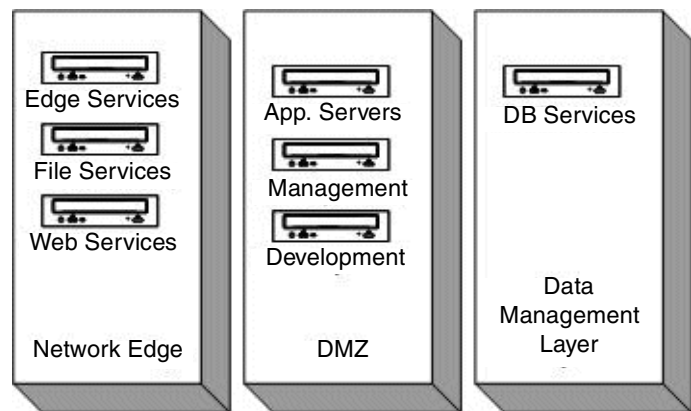 Edge Services
File Services
Web Services
Network Edge
App. Servers
Management
Development
DMZ
DB Services
Data
Management
Layer